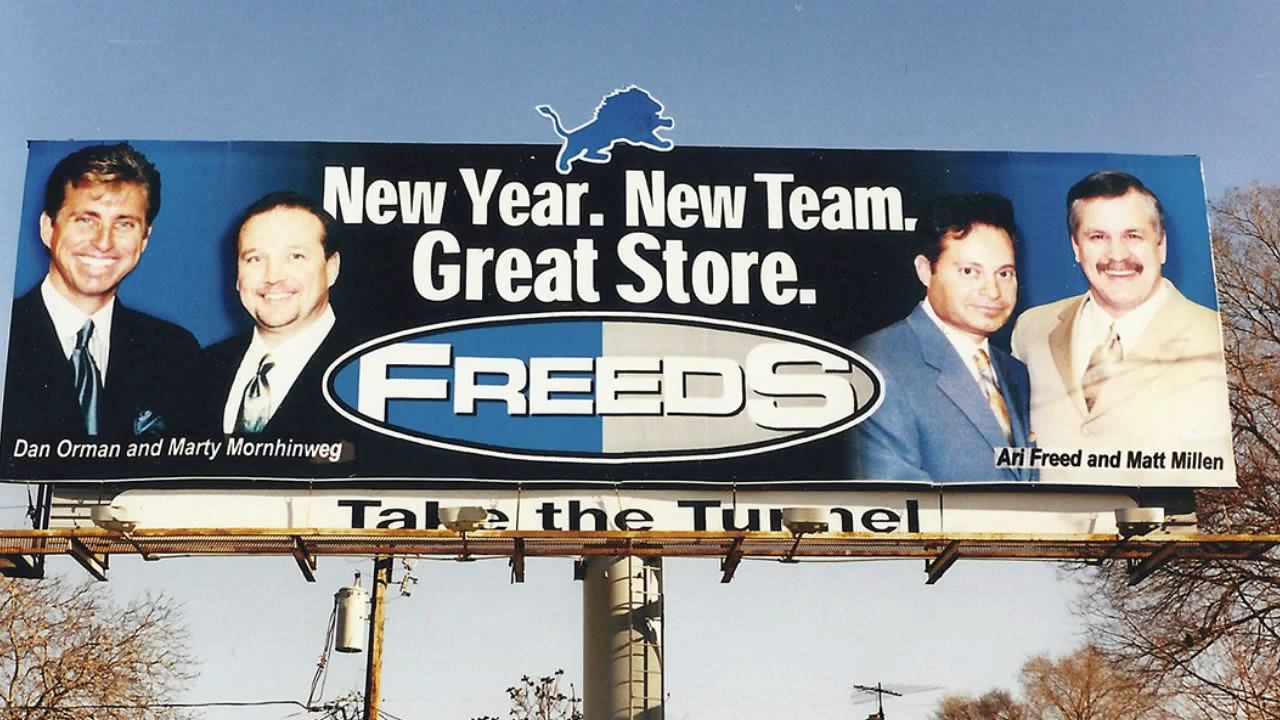 New Year. New Team.
Great Store.
FREEDS
Dan Orman and Marty Mornhinweg
Ari Freed and Matt Millen
Take the Tunnel